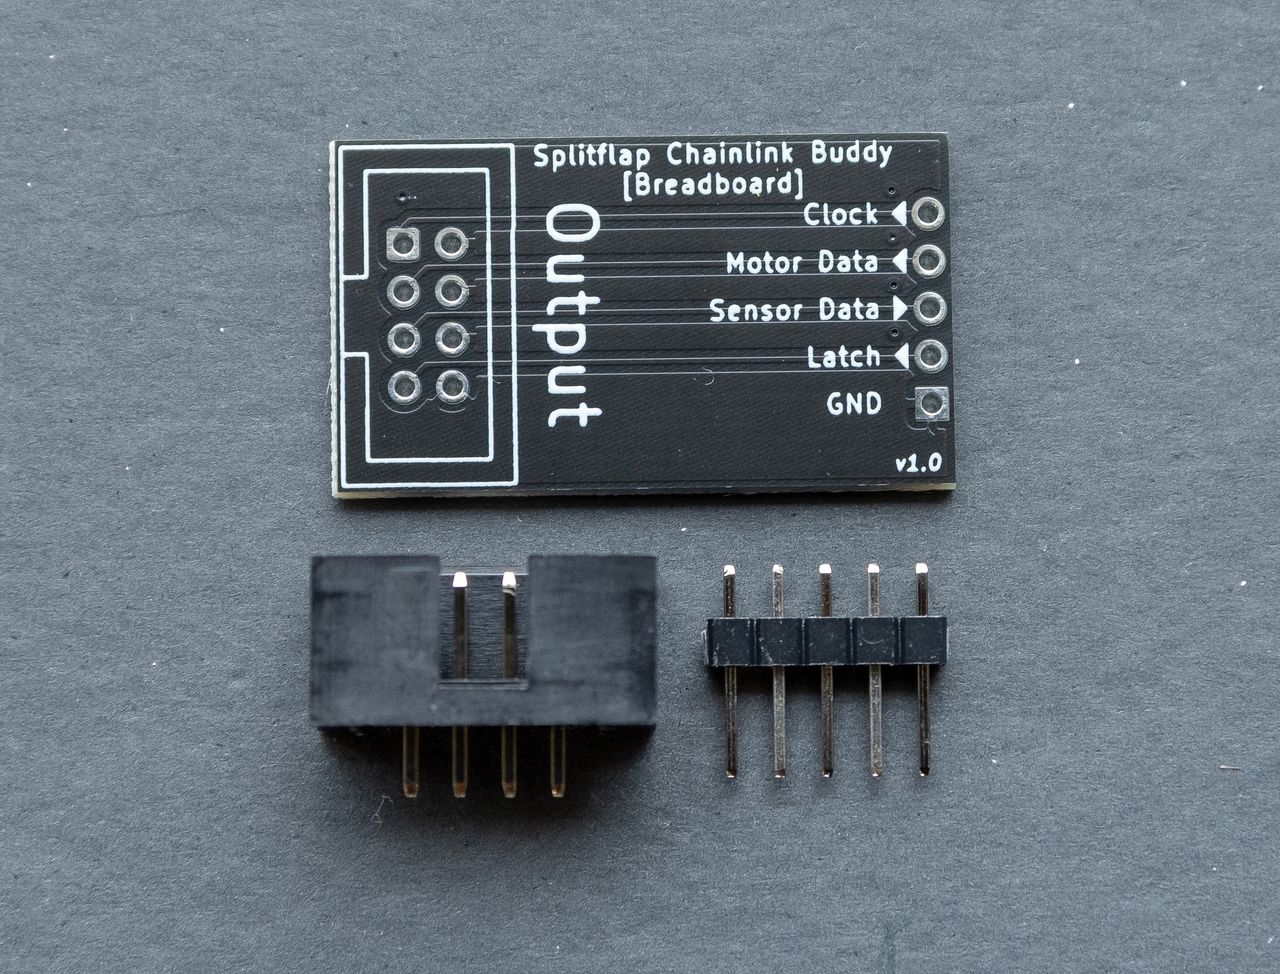 Splitflap Chainlink Buddy
[Breadboard]
Output
Clock
Motor Data
Sensor Data
Latch
GND
v1.0